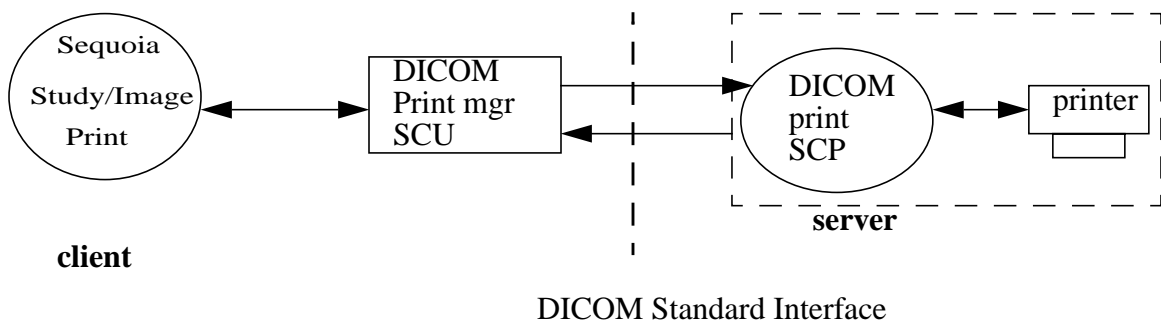 Sequoia
Study/Image
Print
DICOM
Print mgr
SCU
DICOM
print
SCP
printer
server
client
DICOM Standard Interface